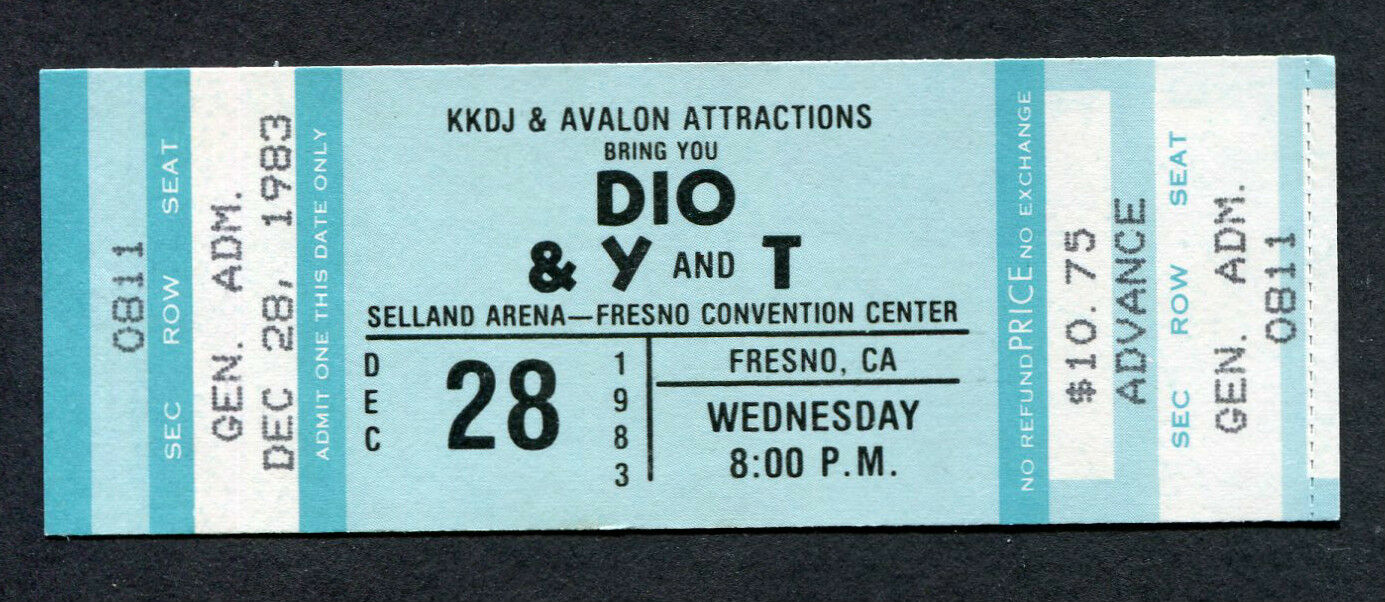 0811
SEC ROW SEAT
GEN. ADM.
DEC 28, 1983
ADMIT ONE THIS DATE ONLY
KKDJ & AVALON ATTRACTIONS
BRING YOU
DIO
& Y AND T
SELLAND ARENA—FRESNO CONVENTION CENTER
DEC
28
1983
FRESNO, CA
WEDNESDAY
8:00 P.M.
NO REFUND PRICE NO EXCHANGE
$10.75
ADVANCE
SEC ROW SEAT
GEN. ADM.
0811